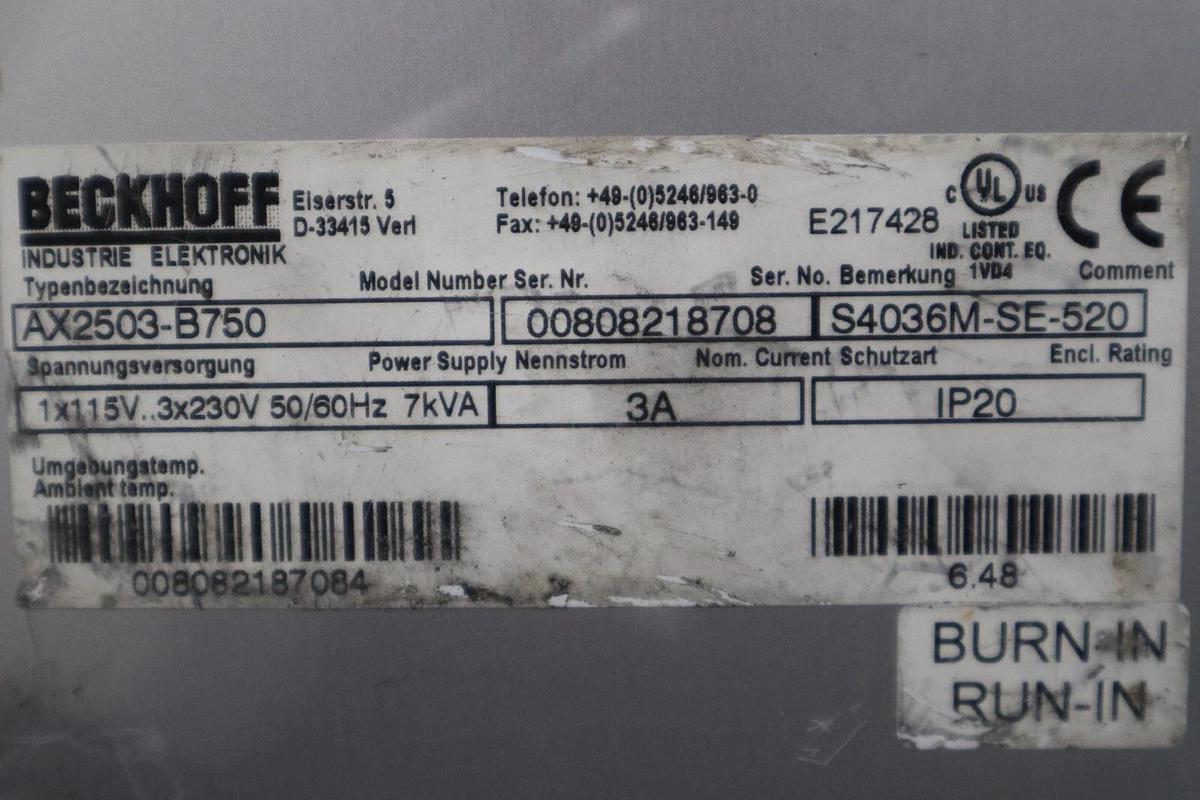 BECKHOFF Eiserstr. 5 Telefon: +49-(0)5246/963-0 E217428 C UL US CE
D-33415 Verl Fax: +49-(0)5246/963-149 LISTED
INDUSTRIE ELEKTRONIK IND. CONT. EQ.
Typenbezeichnung Model Number Ser. Nr. Ser. No. Bemerkung 1VD4 Comment
AX2503-B750 00808218708 S4036M-SE-520
Spannungsversorgung Power Supply Nennstrom Nom. Current Schutzart Encl. Rating
1x115V..3x230V 50/60Hz 7kVA 3A IP20
Umgebungstemp.
Ambient temp.
008082187084 6.48
BURN-IN
RUN-IN